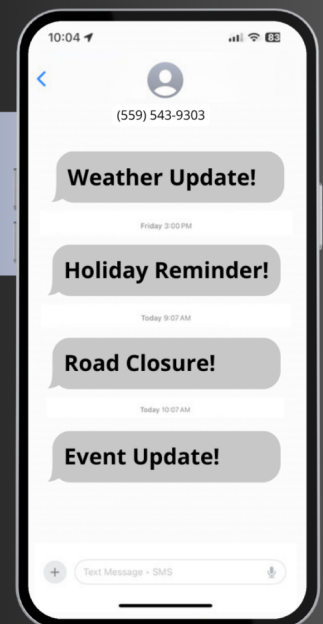 10:04
83
(559) 543-9303
Weather Update!
Friday 3:00 PM
Holiday Reminder!
Today 9:07 AM
Road Closure!
Today 10:07 AM
Event Update!
Text Message • SMS